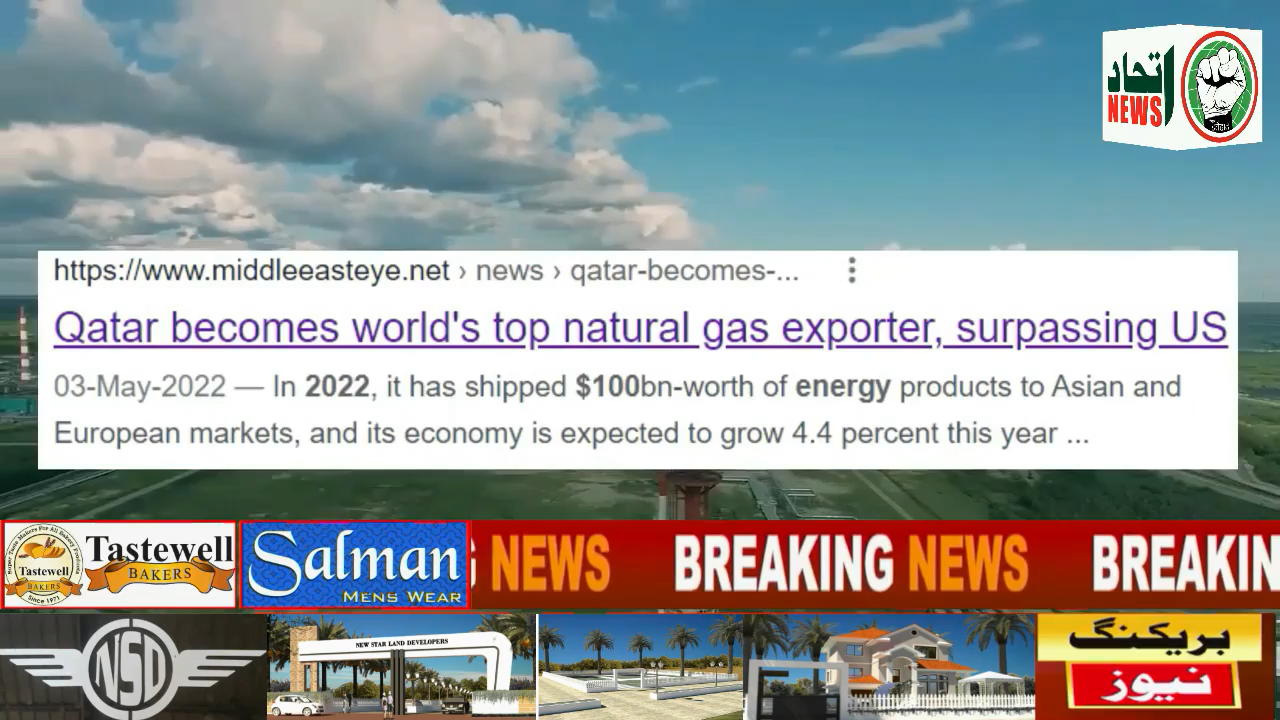 اتحاد
NEWS
https://www.middleeasteye.net › news › qatar-becomes-...
Qatar becomes world's top natural gas exporter, surpassing US
03-May-2022 — In 2022, it has shipped $100bn-worth of energy products to Asian and
European markets, and its economy is expected to grow 4.4 percent this year ...
Tastewell
BAKERS
Tastewell
BAKERS
Since 1971
Salman
MENS WEAR
NEWS BREAKING NEWS BREAKIN
NSD
NEW STAR LAND DEVELOPERS
بریکنگ
نیوز